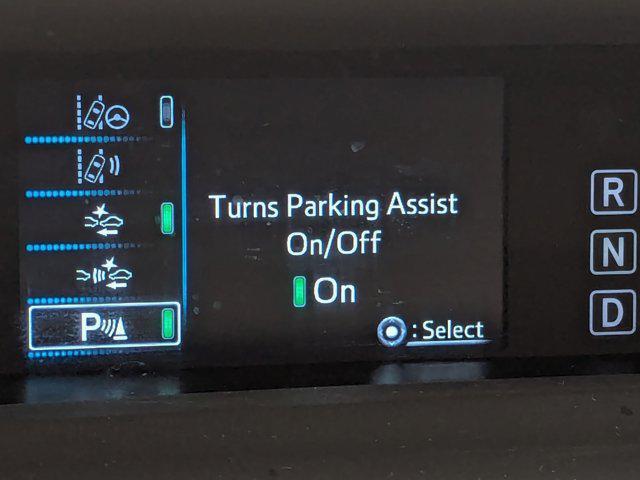 Turns Parking Assist
On/Off
On
: Select
P
R
N
D